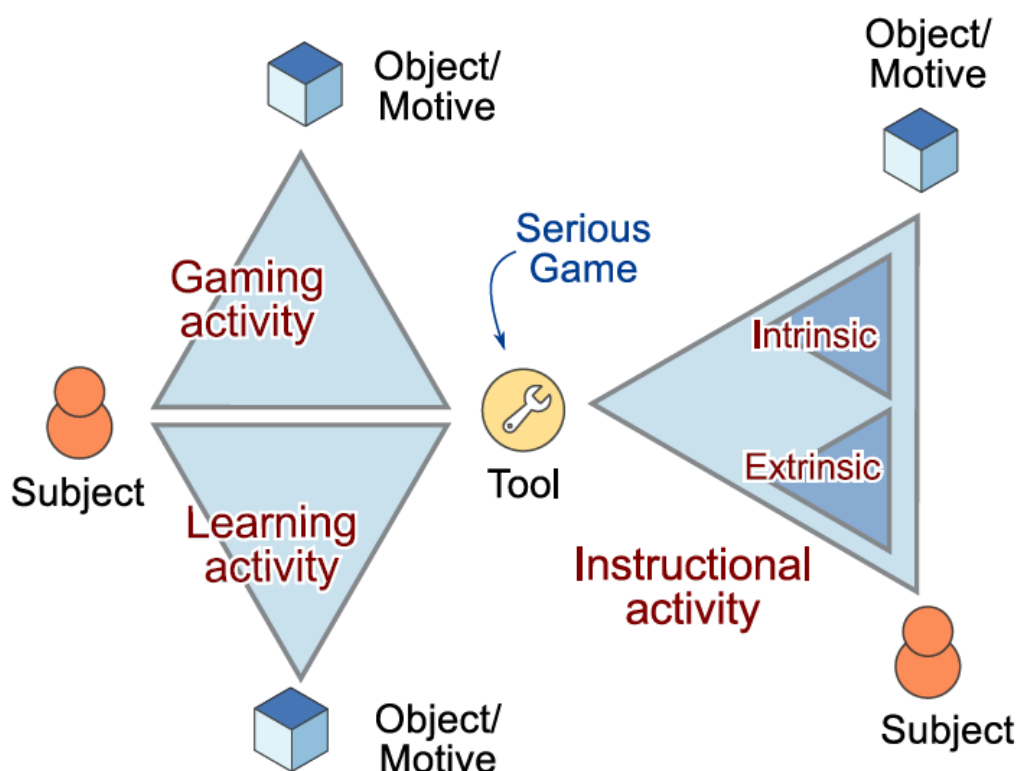 Object/
Motive
Object/
Motive
Serious
Game
Gaming
activity
Intrinsic
Subject
Tool
Extrinsic
Learning
activity
Instructional
activity
Object/
Motive
Subject